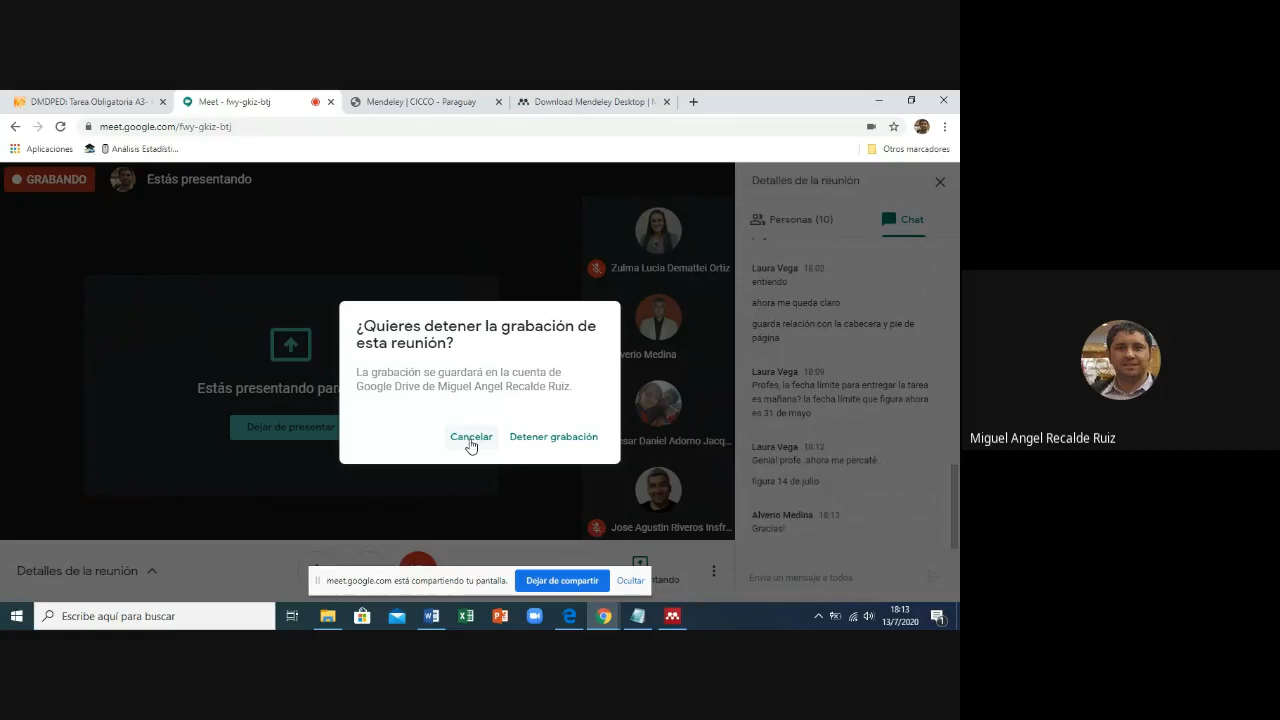 DMDPED: Tarea Obligatoria A3-
Meet - fwy-gkiz-btj
Mendeley | CICCO - Paraguay
Download Mendeley Desktop |
meet.google.com/fwy-gkiz-btj
Aplicaciones
Análisis Estadísti...
Otros marcadores
GRABANDO
Estás presentando
Detalles de la reunión
Personas (10)
Chat
Zulma Lucia Demattei Ortiz
Laura Vega 18:02
entiendo
ahora me queda claro
guarda relación con la cabecera y pie de
página
¿Quieres detener la grabación de
esta reunión?
La grabación se guardará en la cuenta de
Google Drive de Miguel Angel Recalde Ruiz.
Cancelar
Detener grabación
Estás presentando par
Dejar de presentar
verio Medina
Laura Vega 18:09
Profes, la fecha límite para entregar la tarea
es mañana? la fecha límite que figura ahora
es 31 de mayo
esar Daniel Adorno Jacq...
Laura Vega 18:12
Genial profe..ahora me percaté
figura 14 de julio
Alverio Medina 18:13
Gracias!
Jose Agustin Riveros Insfr...
Miguel Angel Recalde Ruiz
Detalles de la reunión
meet.google.com está compartiendo tu pantalla.
Dejar de compartir
Ocultar
ntando
Envía un mensaje a todos
Escribe aquí para buscar
18:13
13/7/2020
1